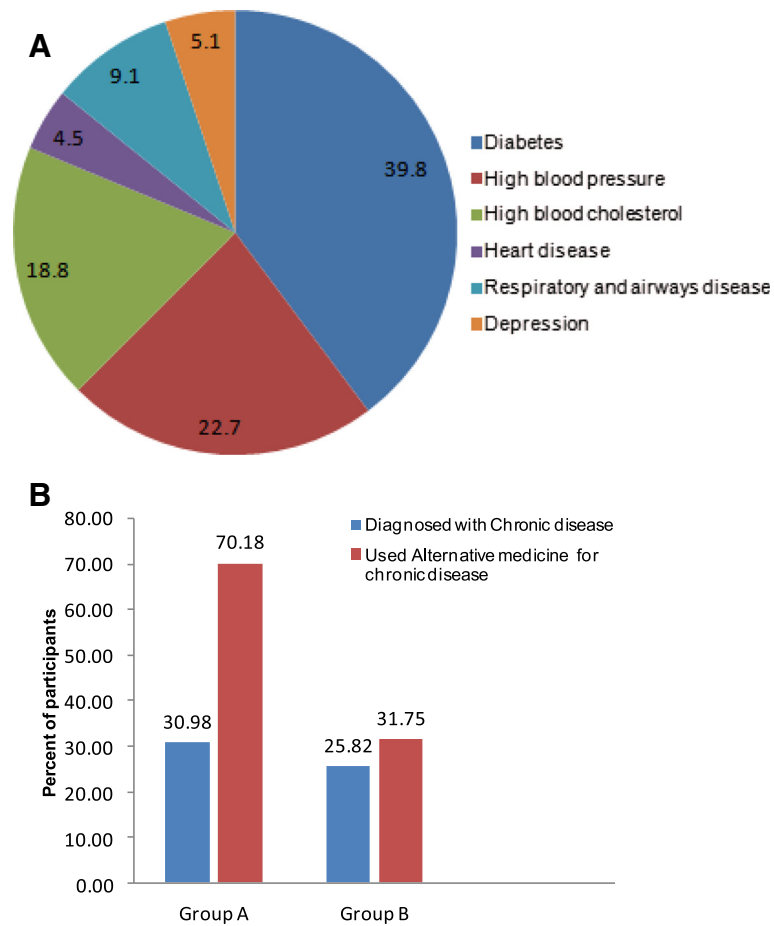 A
5.1
9.1
4.5
39.8
18.8
22.7
Diabetes
High blood pressure
High blood cholesterol
Heart disease
Respiratory and airways disease
Depression
B
Percent of participants
80.00
70.00
60.00
50.00
40.00
30.00
20.00
10.00
0.00
Diagnosed with Chronic disease
Used Alternative medicine for
chronic disease
30.98
70.18
25.82
31.75
Group A
Group B